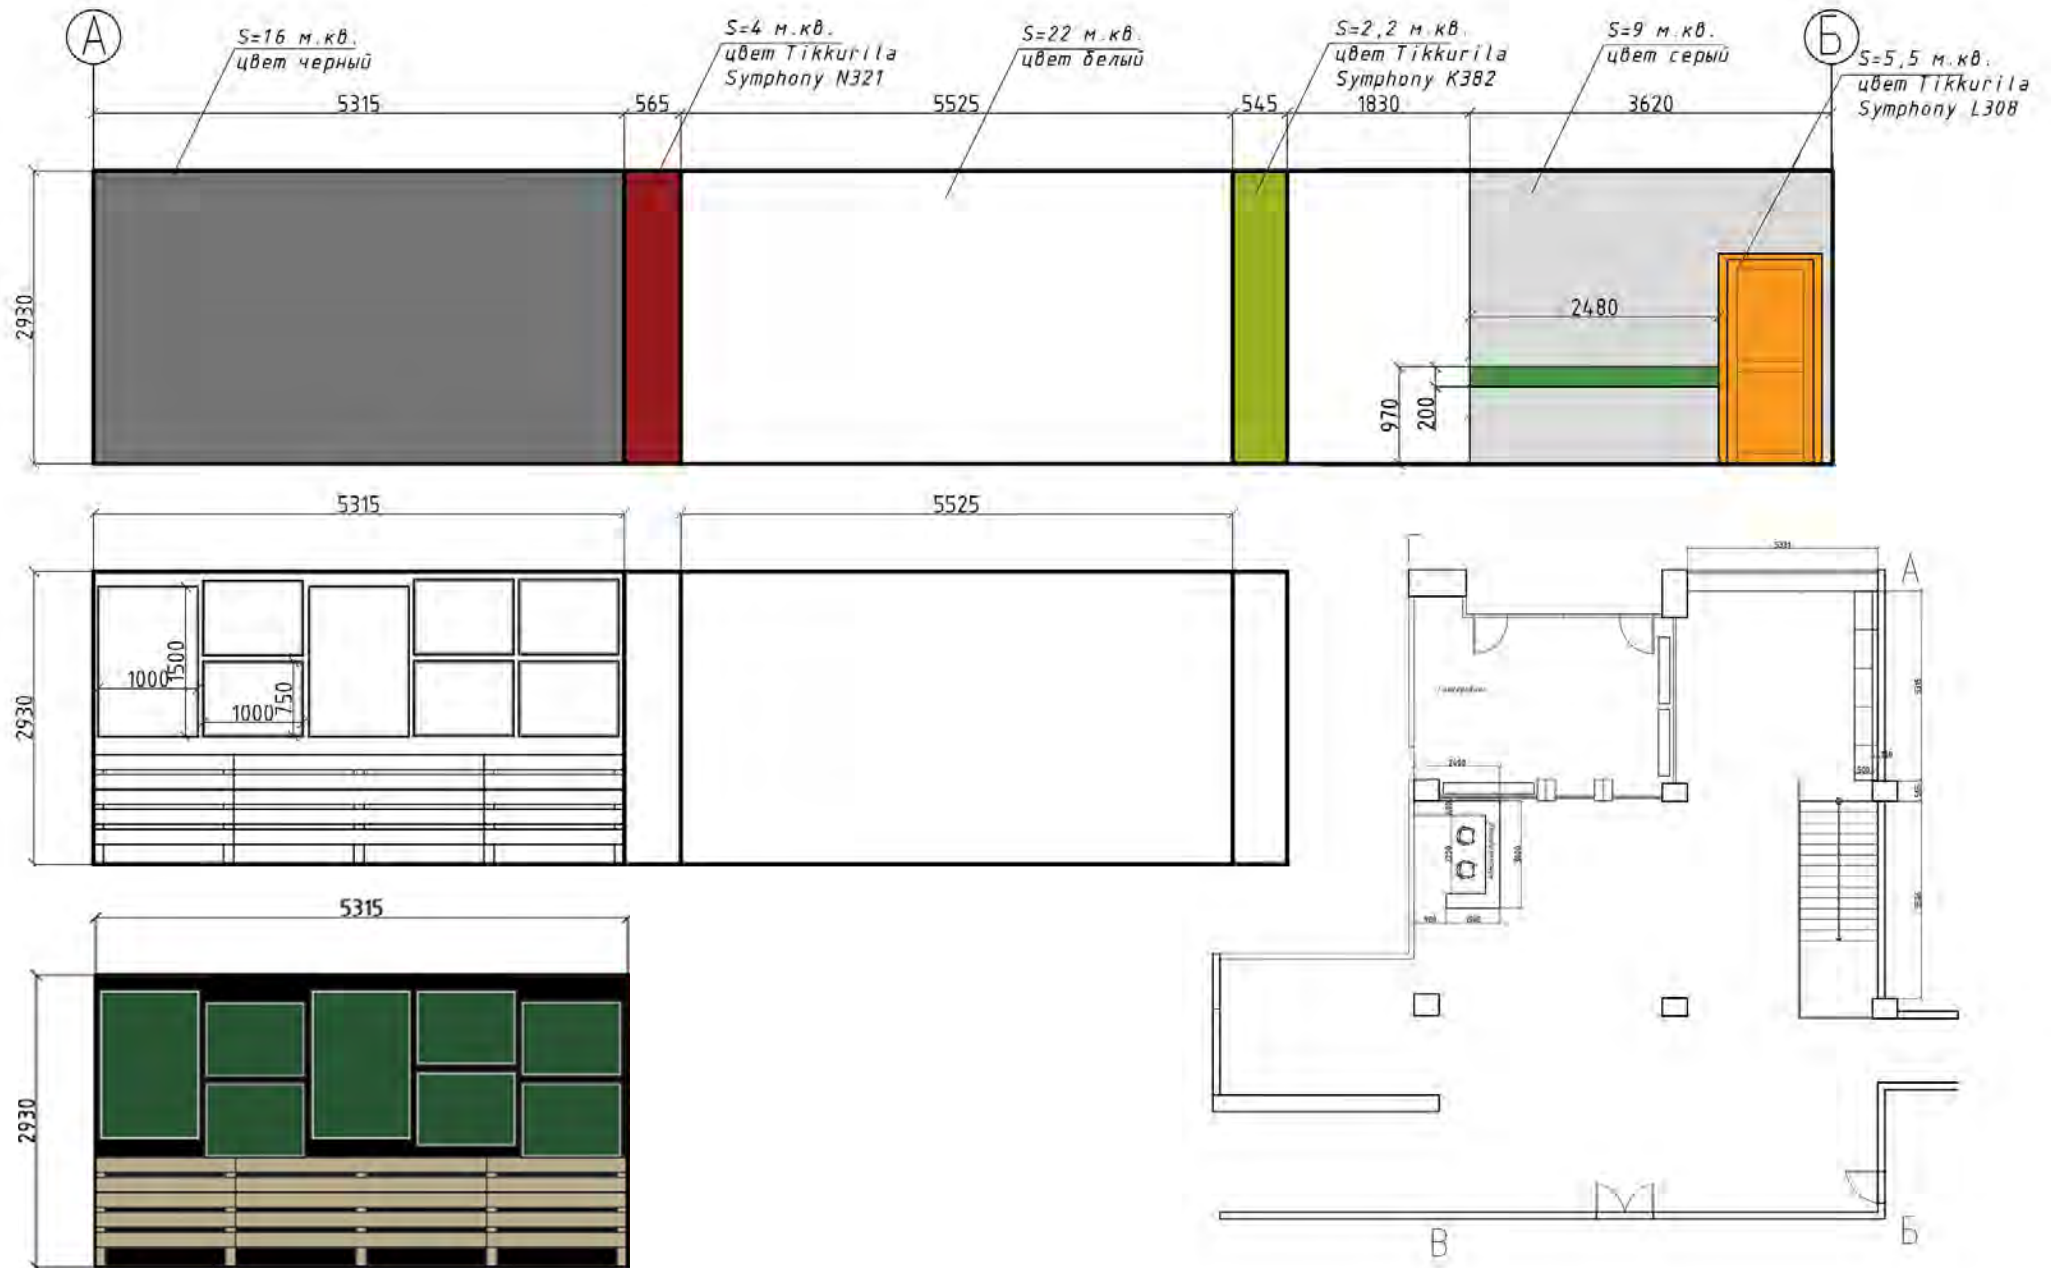 А
S=16 м.кв.
цвет черный
S=4 м.кв.
цвет Tikkurila
Symphony N321
S=22 м.кв.
цвет белый
S=2,2 м.кв.
цвет Tikkurila
Symphony K382
S=9 м.кв.
цвет серый
Б
S=5,5 м.кв.
цвет Tikkurila
Symphony L308
5315
565
5525
545
1830
3620
2930
2480
970
200
5315
5525
2930
1500
1000
750
1000
5315
2930
А
Б
В